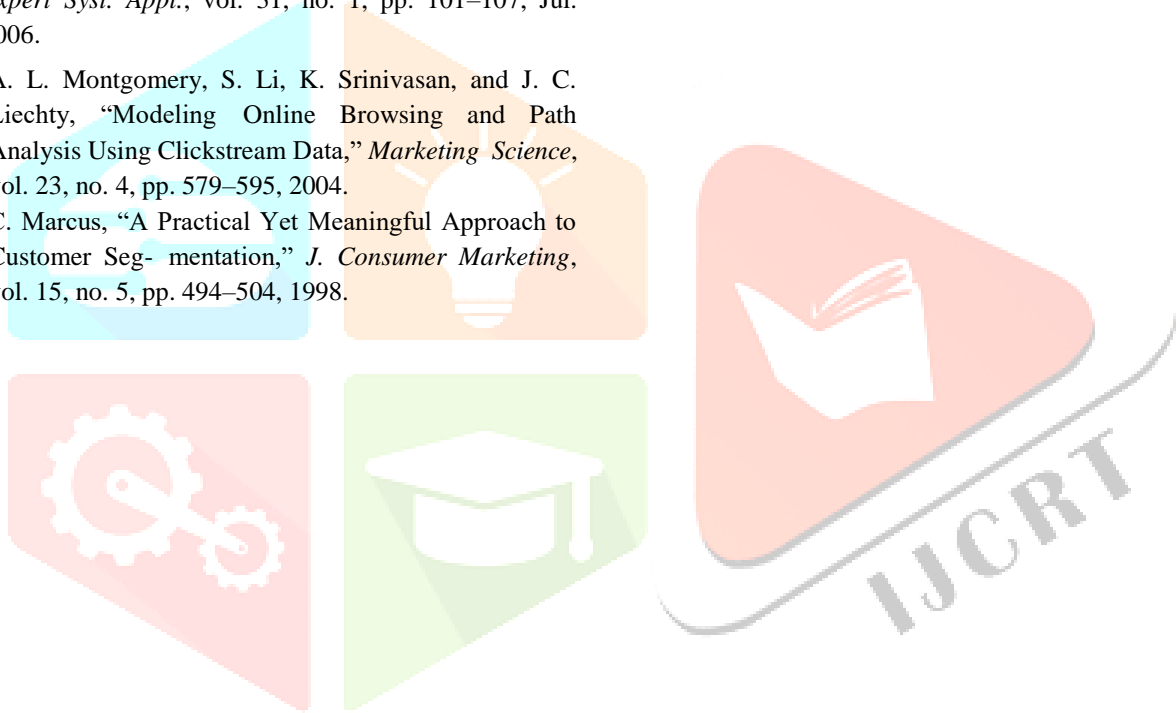 xpert Syst. Appl., vol. 31, no. 1, pp. 101–107, Jul.
006.
A. L. Montgomery, S. Li, K. Srinivasan, and J. C.
Liechty, “Modeling Online Browsing and Path
Analysis Using Clickstream Data,” Marketing Science,
vol. 23, no. 4, pp. 579–595, 2004.
C. Marcus, “A Practical Yet Meaningful Approach to
Customer Seg- mentation,” J. Consumer Marketing,
vol. 15, no. 5, pp. 494–504, 1998.
IJCRT